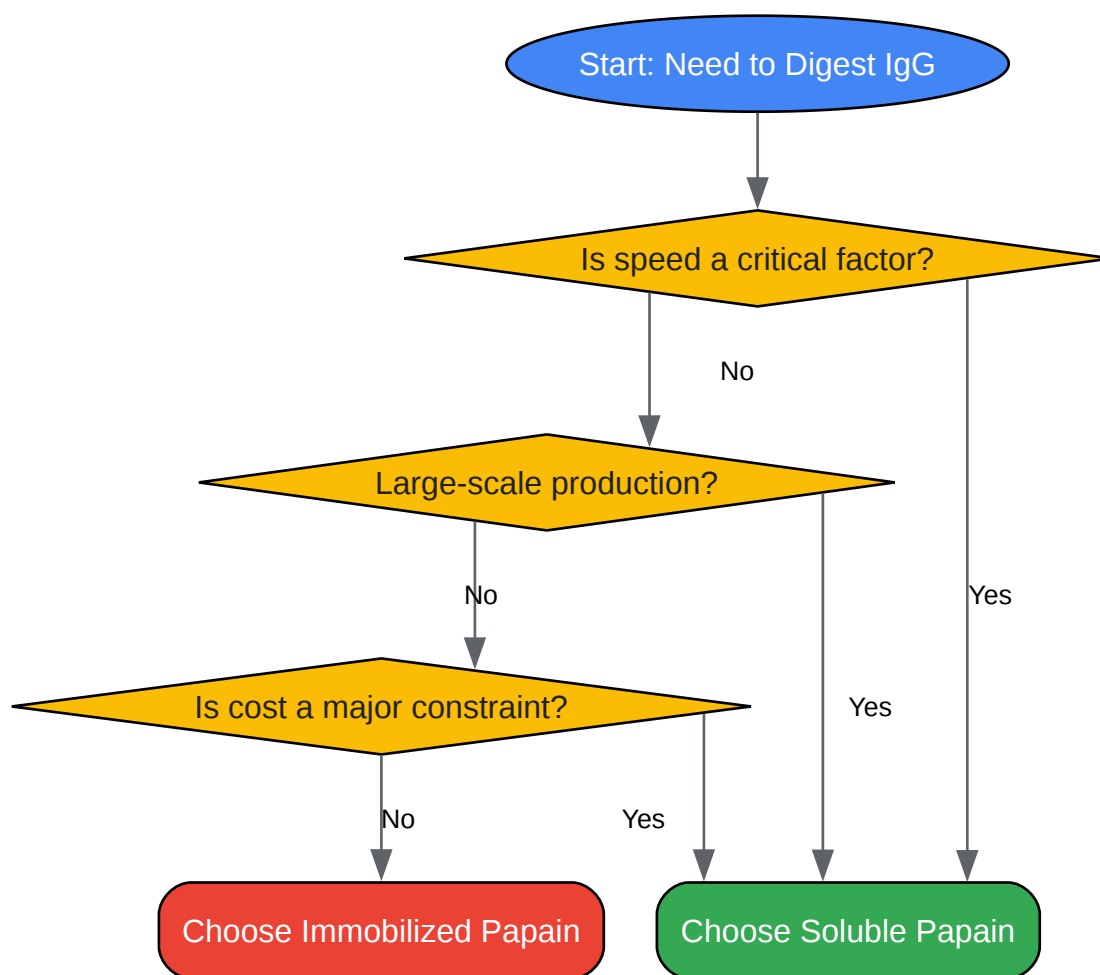 Start: Need to Digest IgG
Is speed a critical factor?
No
Large-scale production?
No
Yes
Is cost a major constraint?
Yes
No
Yes
Choose Immobilized Papain
Choose Soluble Papain